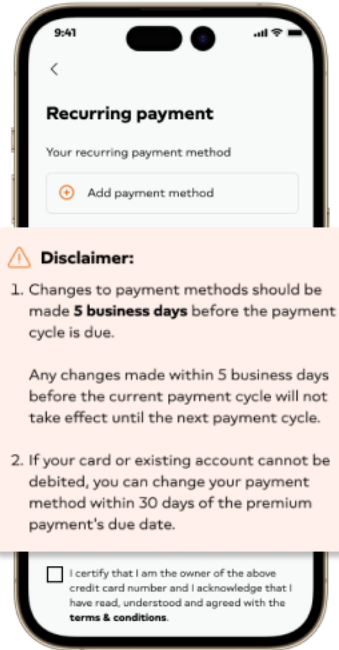 9:41
Recurring payment
Your recurring payment method
Add payment method
Disclaimer:
1. Changes to payment methods should be
made 5 business days before the payment
cycle is due.
Any changes made within 5 business days
before the current payment cycle will not
take effect until the next payment cycle.
2. If your card or existing account cannot be
debited, you can change your payment
method within 30 days of the premium
payment's due date.
I certify that I am the owner of the above
credit card number and I acknowledge that I
have read, understood and agreed with the
terms & conditions.